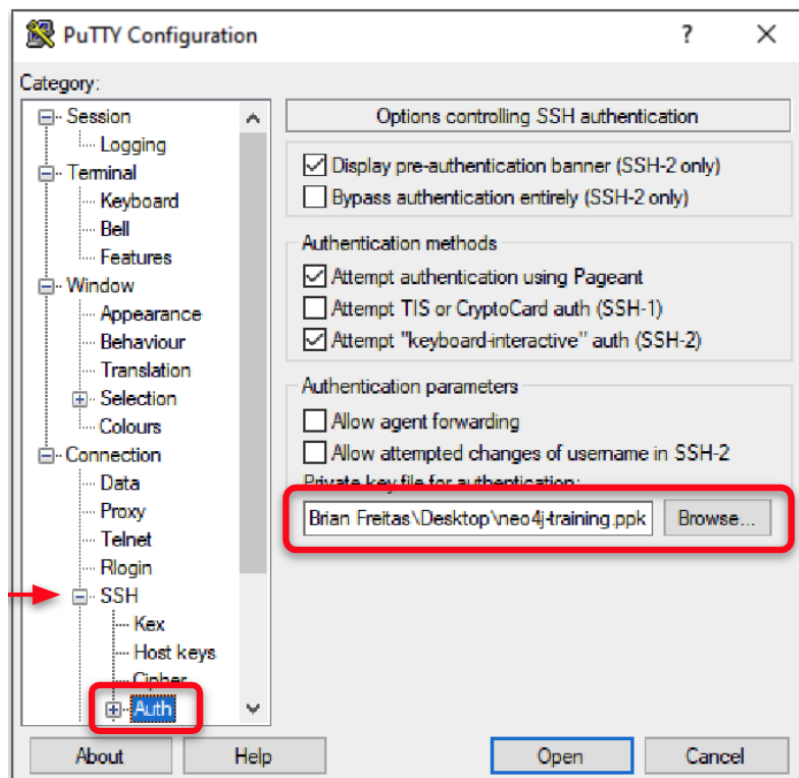 PuTTY Configuration
?
Category:
Session
Logging
Terminal
Keyboard
Bell
Features
Window
Appearance
Behaviour
Translation
Selection
Colours
Connection
Data
Proxy
Telnet
Rlogin
SSH
Kex
Host keys
Cipher
Auth
Options controlling SSH authentication
Display pre-authentication banner (SSH-2 only)
Bypass authentication entirely (SSH-2 only)
Authentication methods
Attempt authentication using Pageant
Attempt TIS or CryptoCard auth (SSH-1)
Attempt "keyboard-interactive" auth (SSH-2)
Authentication parameters
Allow agent forwarding
Allow attempted changes of username in SSH-2
Private key file for authentication:
Brian Freitas\Desktop\neo4j-training.ppk
Browse...
About
Help
Open
Cancel